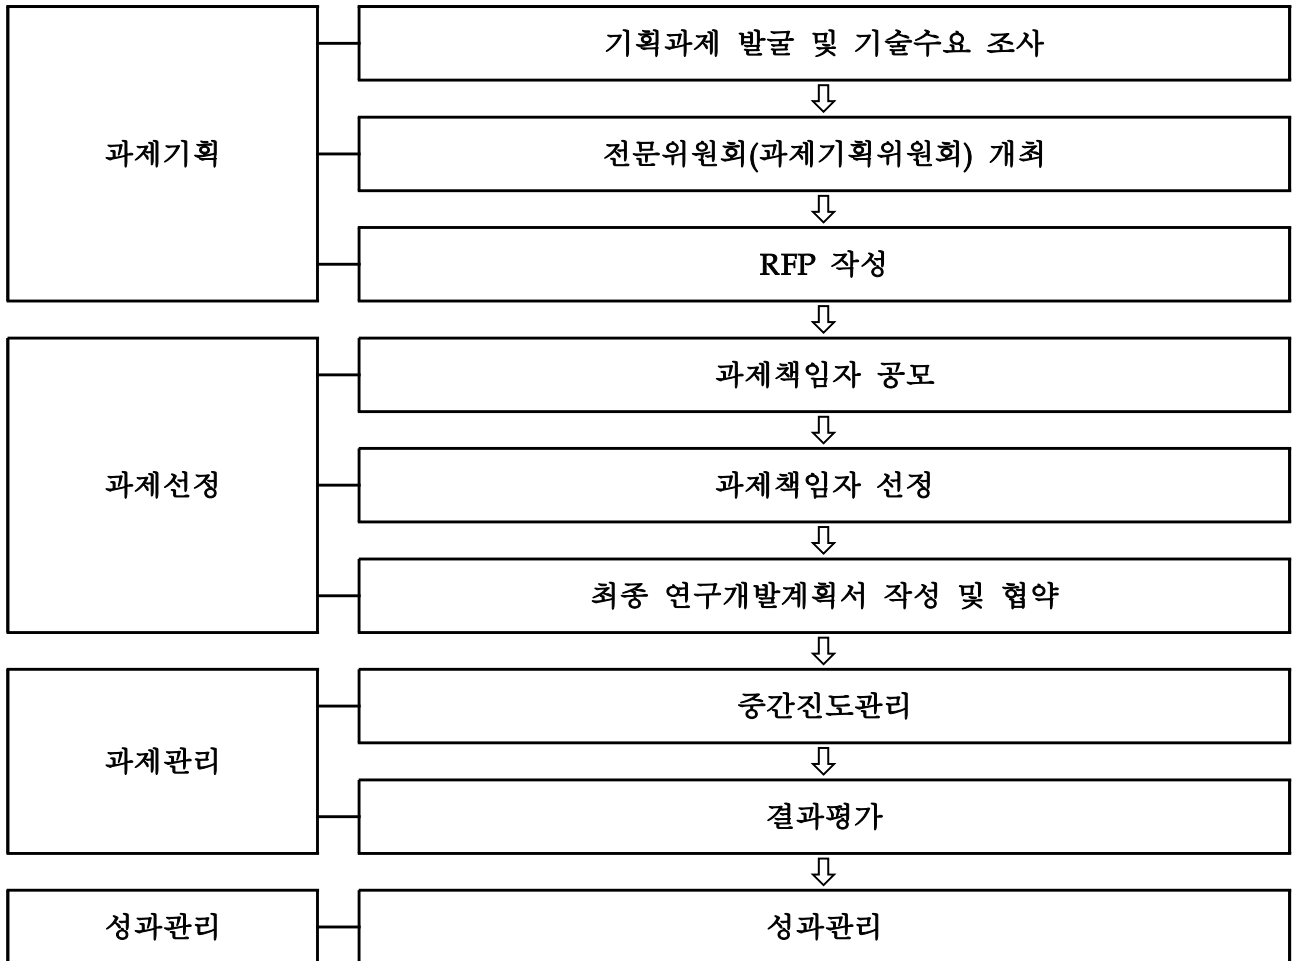 과제기획
기획과제 발굴 및 기술수요 조사
전문위원회(과제기획위원회) 개최
RFP 작성
과제선정
과제책임자 공모
과제책임자 선정
최종 연구개발계획서 작성 및 협약
과제관리
중간진도관리
결과평가
성과관리
성과관리